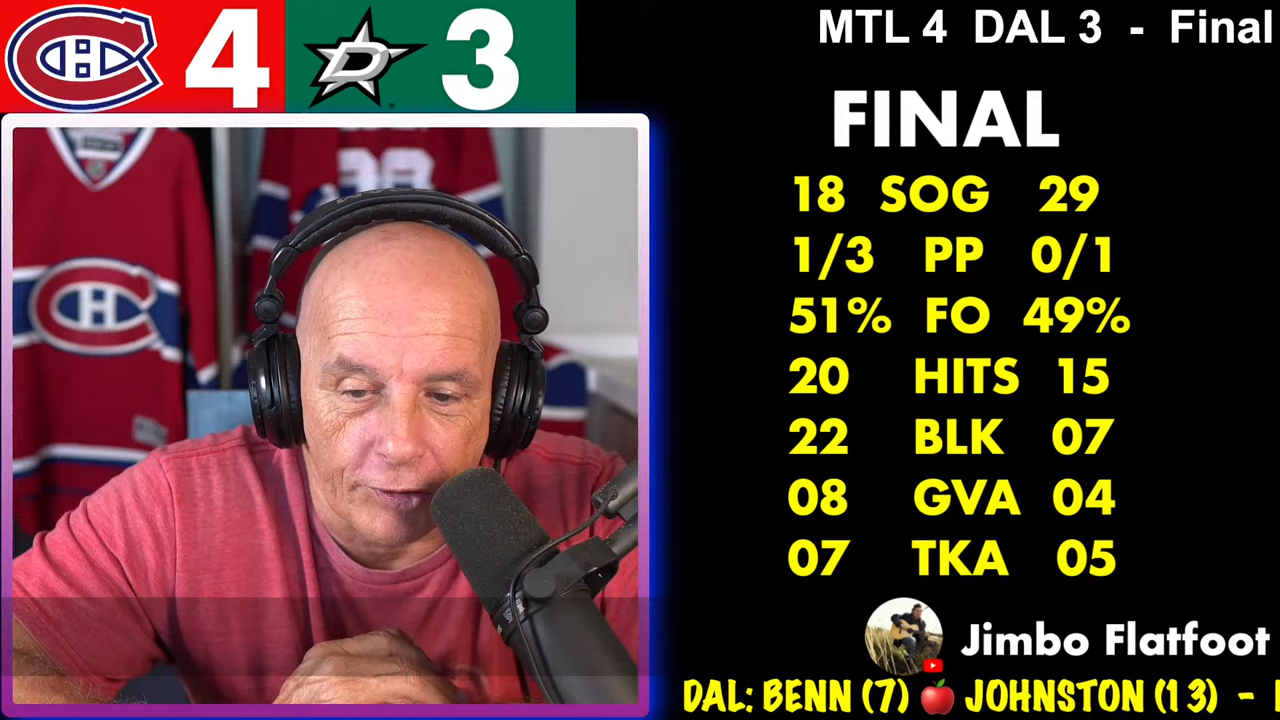 4 3
MTL 4 DAL 3 - Final
FINAL
18 SOG 29
1/3 PP 0/1
51% FO 49%
20 HITS 15
22 BLK 07
08 GVA 04
07 TKA 05
Jimbo Flatfoot
DAL: BENN (7) 🍎 JOHNSTON (13) -